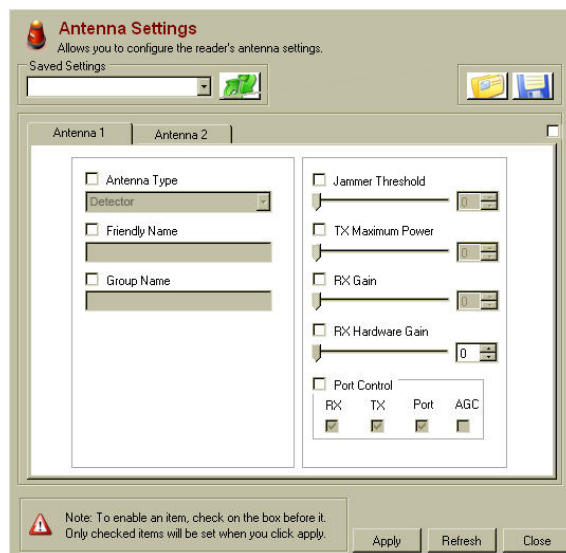 Antenna Settings
Allows you to configure the reader's antenna settings.
Saved Settings
Antenna 1
Antenna 2
Antenna Type
Detector
Friendly Name
Group Name
Jammer Threshold
0
TX Maximum Power
0
RX Gain
0
RX Hardware Gain
0
Port Control
RX TX Port AGC
Note: To enable an item, check on the box before it.
Only checked items will be set when you click apply.
Apply
Refresh
Close